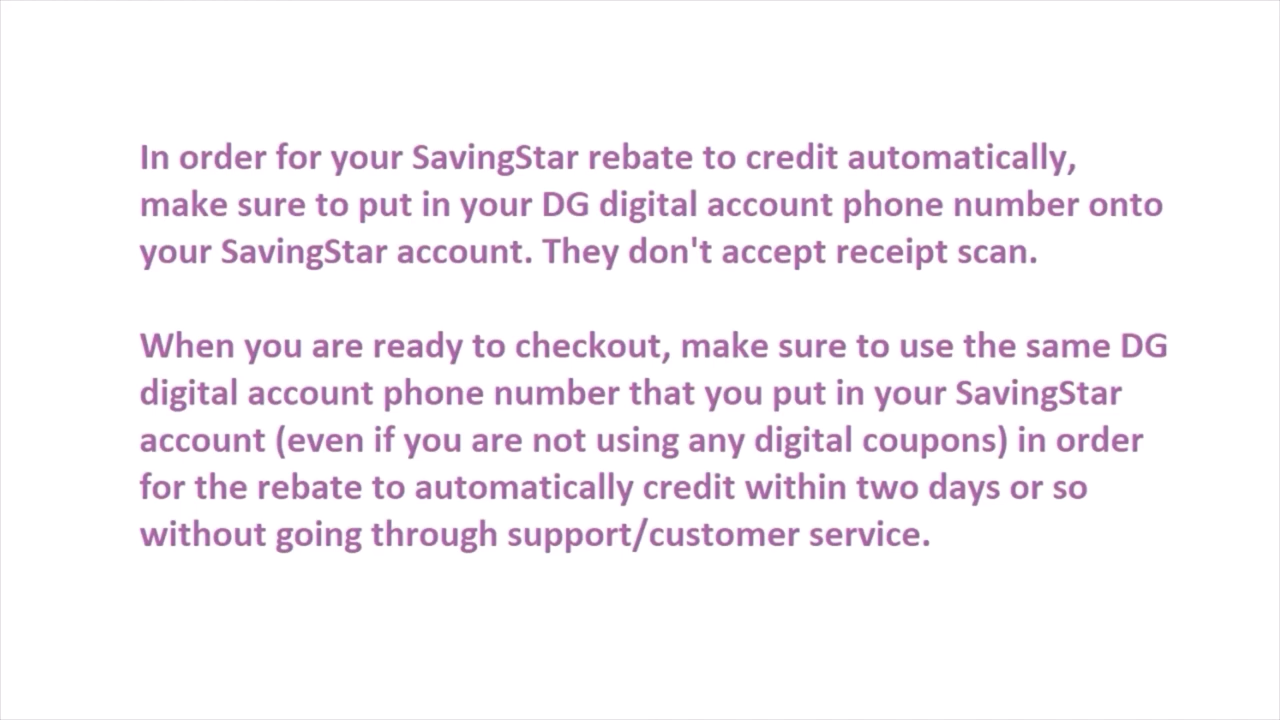 In order for your SavingStar rebate to credit automatically,
make sure to put in your DG digital account phone number onto
your SavingStar account. They don't accept receipt scan.
When you are ready to checkout, make sure to use the same DG
digital account phone number that you put in your SavingStar
account (even if you are not using any digital coupons) in order
for the rebate to automatically credit within two days or so
without going through support/customer service.